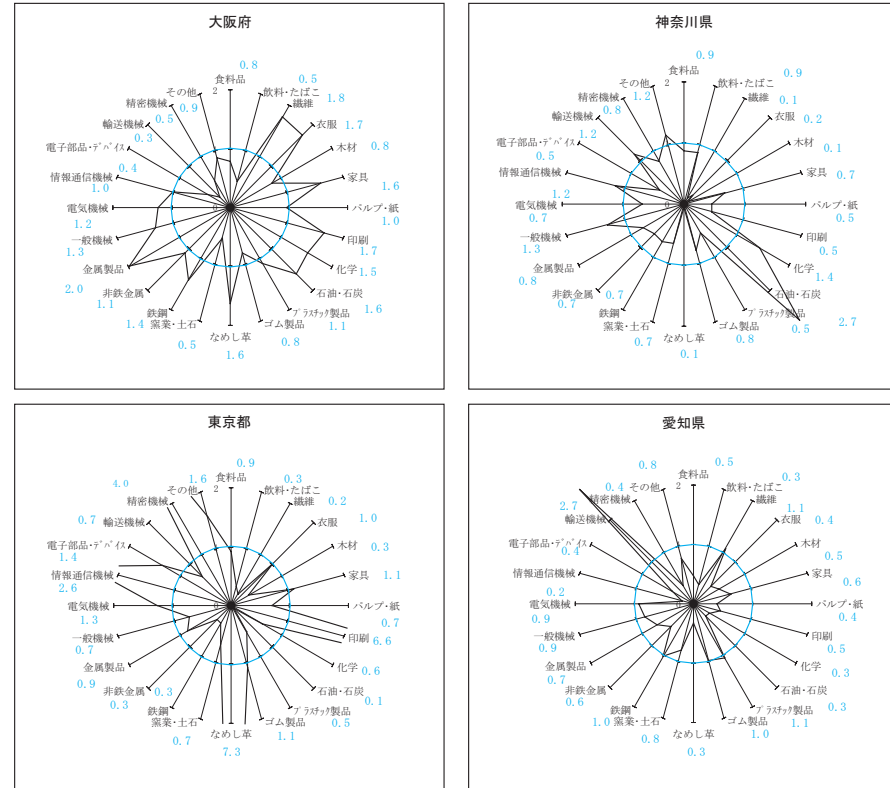 大阪府
0.8
食料品
2
0.5
飲料・たばこ
1.8
繊維
1.7
衣服
0.8
木材
家具
1.6
パルプ・紙
1.0
1.7
印刷
化学
1.5
石油・石炭
1.6
プラスチック製品
1.1
ゴム製品
0.8
なめし革
1.6
窯業・土石
0.5
鉄鋼
1.4
非鉄金属
1.1
金属製品
2.0
一般機械
1.3
電気機械
1.2
情報通信機械
1.0
電子部品・デバイス
0.4
輸送機械
0.3
精密機械
0.5
その他
0.9
0
神奈川県
0.9
食料品
2
0.9
飲料・たばこ
繊維
0.1
衣服
0.2
木材
0.1
家具
0.7
パルプ・紙
0.5
印刷
0.5
化学
1.4
石油・石炭
2.7
プラスチック製品
0.5
ゴム製品
0.8
なめし革
0.1
窯業・土石
0.7
鉄鋼
0.7
非鉄金属
0.7
金属製品
0.8
一般機械
1.3
電気機械
0.7
情報通信機械
1.2
電子部品・デバイス
0.5
輸送機械
1.2
精密機械
0.8
その他
1.2
0
東京都
0.9
食料品
2
0.3
飲料・たばこ
繊維
0.2
衣服
1.0
木材
0.3
家具
1.1
パルプ・紙
0.7
印刷
6.6
化学
0.6
石油・石炭
0.1
プラスチック製品
0.5
ゴム製品
1.1
なめし革
7.3
窯業・土石
0.7
鉄鋼
0.3
非鉄金属
0.3
金属製品
0.9
一般機械
0.7
電気機械
1.3
情報通信機械
2.6
電子部品・デバイス
1.4
輸送機械
0.7
精密機械
4.0
その他
1.6
0
愛知県
0.5
食料品
2
0.3
飲料・たばこ
繊維
1.1
衣服
0.4
木材
0.5
家具
0.6
パルプ・紙
0.4
印刷
0.5
化学
0.3
石油・石炭
0.3
プラスチック製品
1.1
ゴム製品
1.0
なめし革
0.3
窯業・土石
0.8
鉄鋼
1.0
非鉄金属
0.6
金属製品
0.7
一般機械
0.9
電気機械
0.9
情報通信機械
0.2
電子部品・デバイス
0.4
輸送機械
2.7
精密機械
0.4
その他
0.8
0